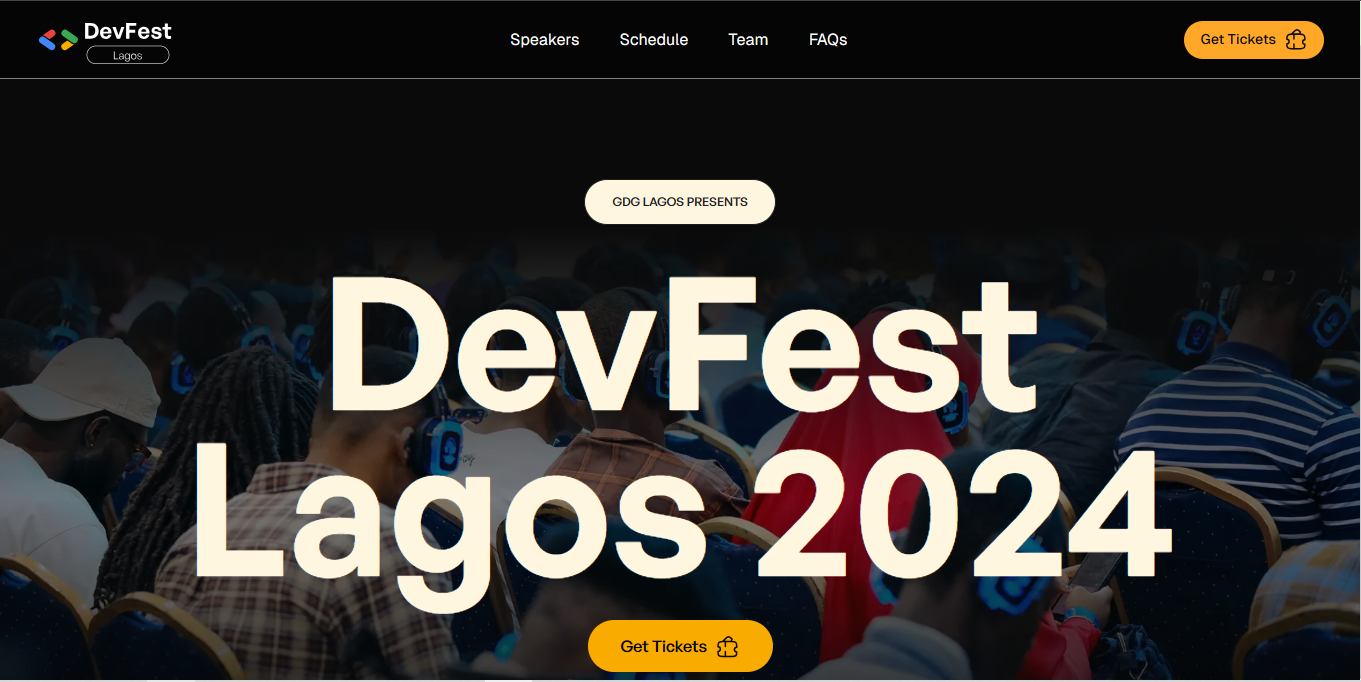 DevFest
Lagos
Speakers
Schedule
Team
FAQs
Get Tickets
GDG LAGOS PRESENTS
DevFest
Lagos 2024
Get Tickets